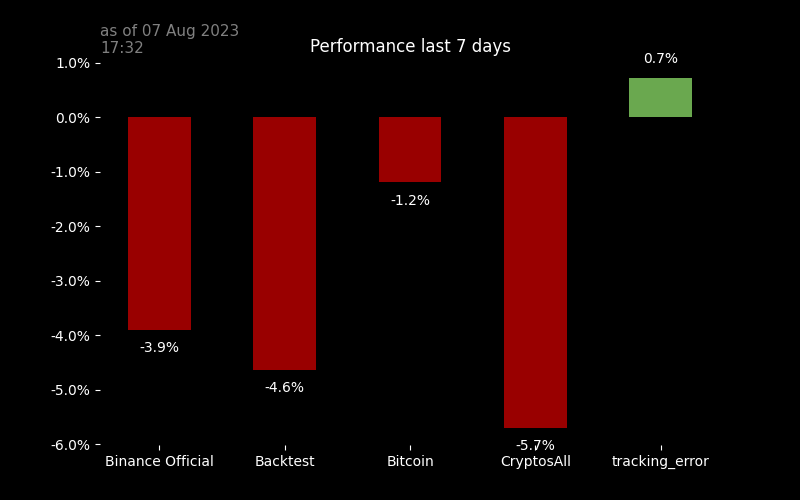 as of 07 Aug 2023
17:32
Performance last 7 days
1.0%
0.0%
-1.0%
-2.0%
-3.0%
-4.0%
-5.0%
-6.0%
-3.9%
-4.6%
-1.2%
-5.7%
0.7%
Binance Official
Backtest
Bitcoin
CryptosAll
tracking_error